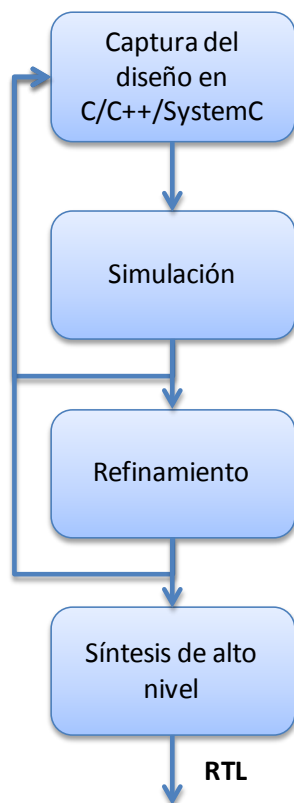 Captura del
diseño en
C/C++/SystemC
Simulación
Refinamiento
Síntesis de alto
nivel
RTL